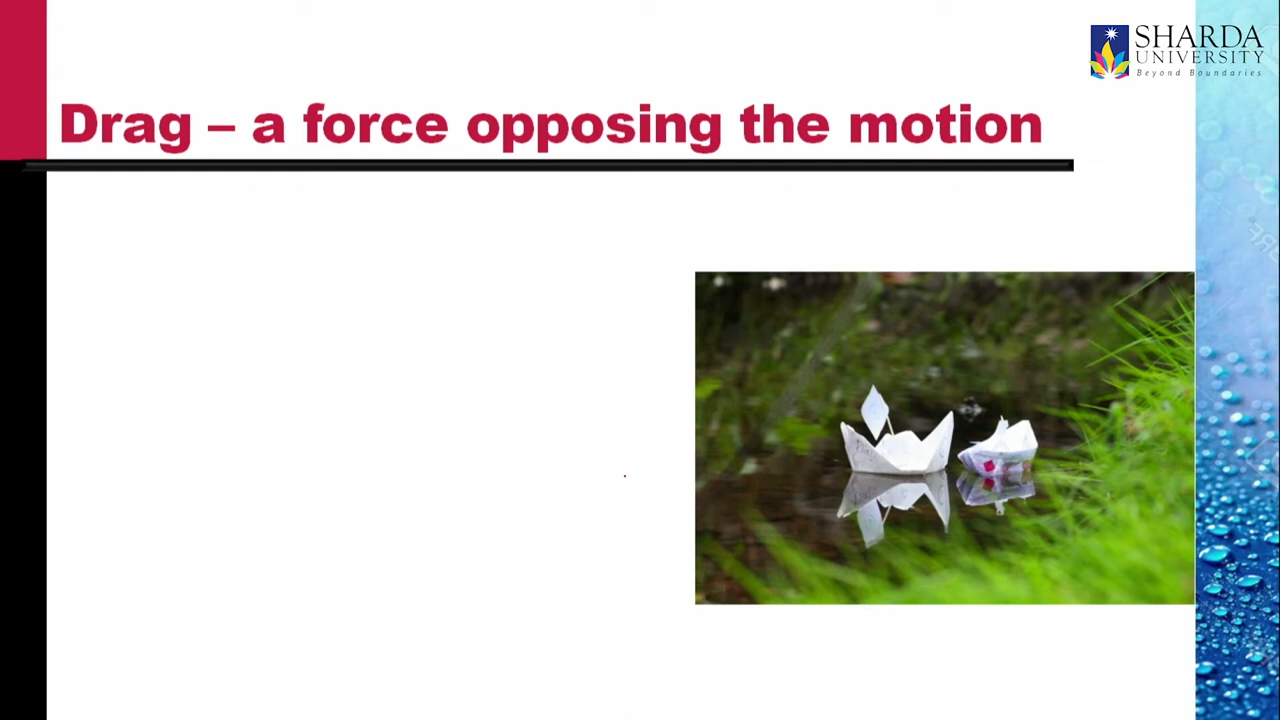 SHARDA
UNIVERSITY
Beyond Boundaries
Drag – a force opposing the motion